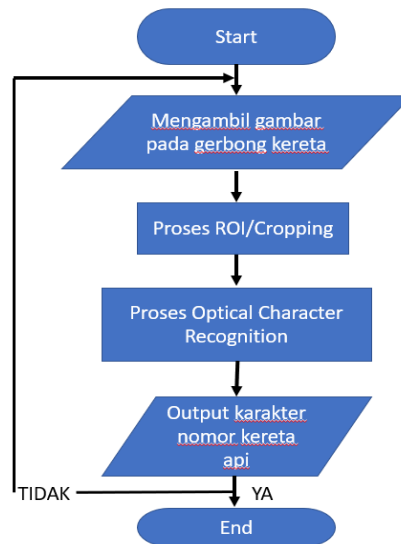 Start
Mengambil gambar
pada gerbong kereta
Proses ROI/Cropping
Proses Optical Character
Recognition
Output karakter
nomor kereta
api
TIDAK
YA
End